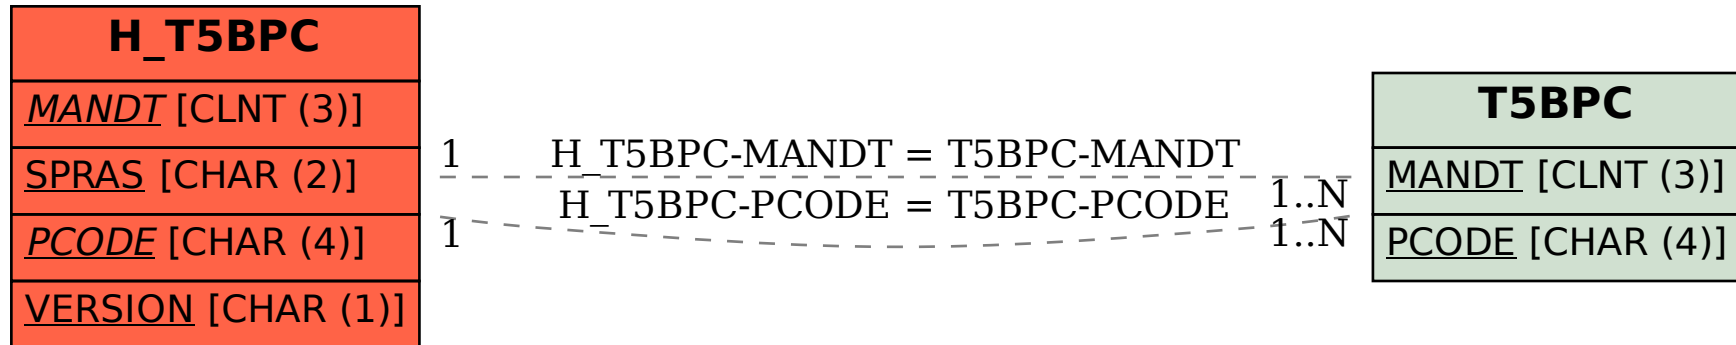 H_T5BPC
MANDT [CLNT (3)]
SPRAS [CHAR (2)]
PCODE [CHAR (4)]
VERSION [CHAR (1)]
1 H_T5BPC-MANDT = T5BPC-MANDT 1..N
1 H_T5BPC-PCODE = T5BPC-PCODE 1..N
T5BPC
MANDT [CLNT (3)]
PCODE [CHAR (4)]